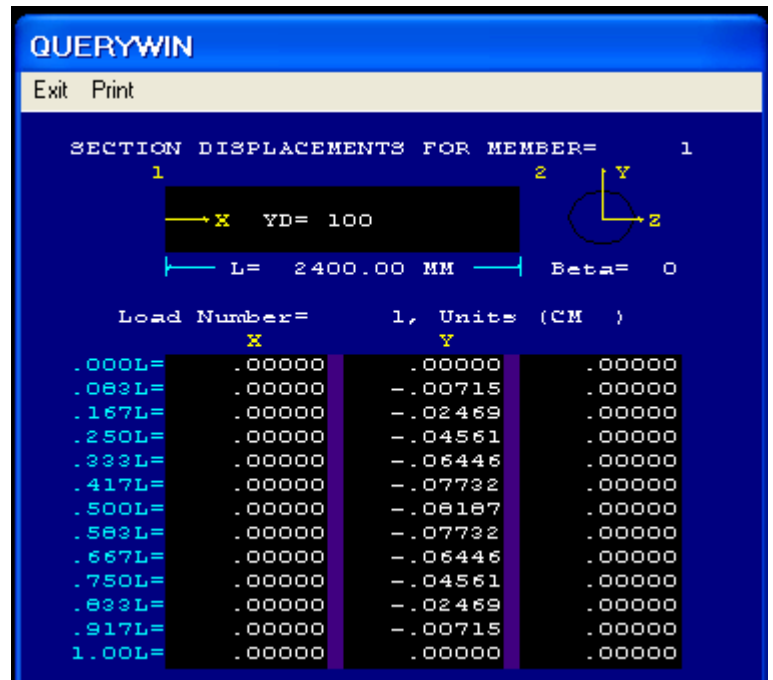 QUERYWIN
Exit Print
SECTION DISPLACEMENTS FOR MEMBER= 1
1 2 Y
X YD= 100 Z
L= 2400.00 MM Beta= 0
Load Number= 1, Units (CM )
X Y
.000L= .00000 .00000 .00000
.083L= .00000 -.00715 .00000
.167L= .00000 -.02469 .00000
.250L= .00000 -.04561 .00000
.333L= .00000 -.06446 .00000
.417L= .00000 -.07732 .00000
.500L= .00000 -.08187 .00000
.583L= .00000 -.07732 .00000
.667L= .00000 -.06446 .00000
.750L= .00000 -.04561 .00000
.833L= .00000 -.02469 .00000
.917L= .00000 -.00715 .00000
1.00L= .00000 .00000 .00000